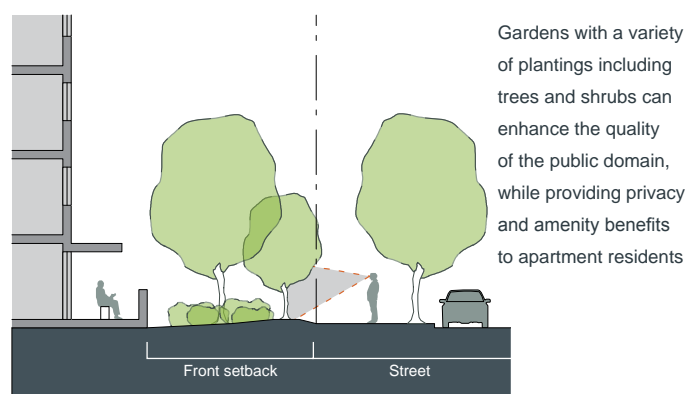 Gardens with a variety
of plantings including
trees and shrubs can
enhance the quality
of the public domain,
while providing privacy
and amenity benefits
to apartment residents
Front setback
Street